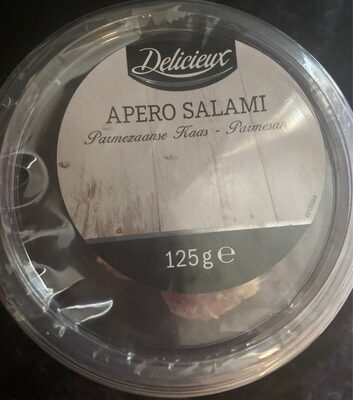 Delicieux
APERO SALAMI
Parmezaanse Kaas - Parmesan
125g e